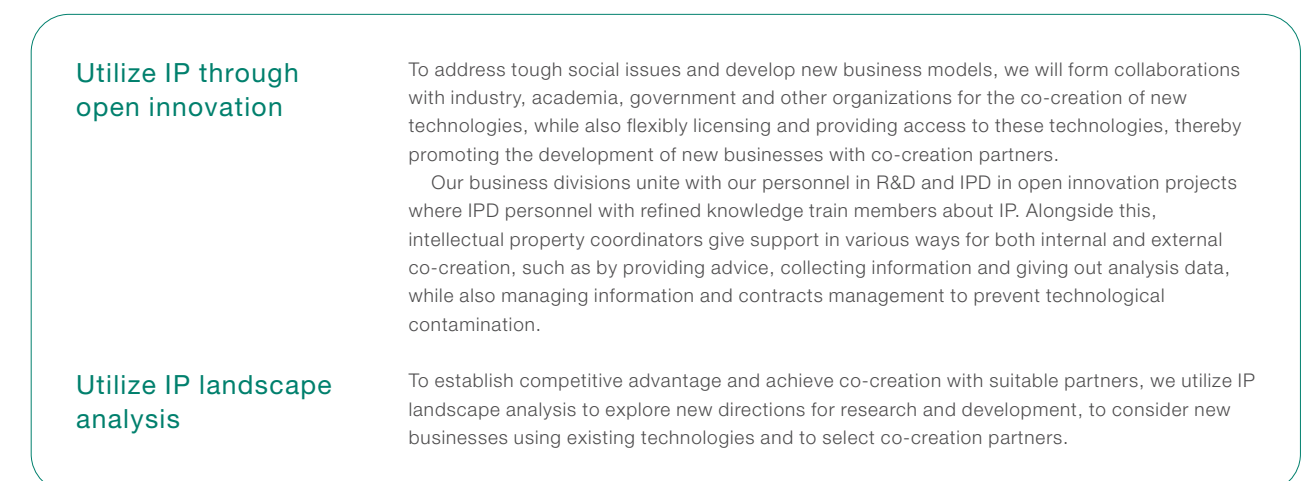 Utilize IP through
open innovation
To address tough social issues and develop new business models, we will form collaborations
with industry, academia, government and other organizations for the co-creation of new
technologies, while also flexibly licensing and providing access to these technologies, thereby
promoting the development of new businesses with co-creation partners.
Our business divisions unite with our personnel in R&D and IPD in open innovation projects
where IPD personnel with refined knowledge train members about IP. Alongside this,
intellectual property coordinators give support in various ways for both internal and external
co-creation, such as by providing advice, collecting information and giving out analysis data,
while also managing information and contracts management to prevent technological
contamination.
Utilize IP landscape
analysis
To establish competitive advantage and achieve co-creation with suitable partners, we utilize IP
landscape analysis to explore new directions for research and development, to consider new
businesses using existing technologies and to select co-creation partners.